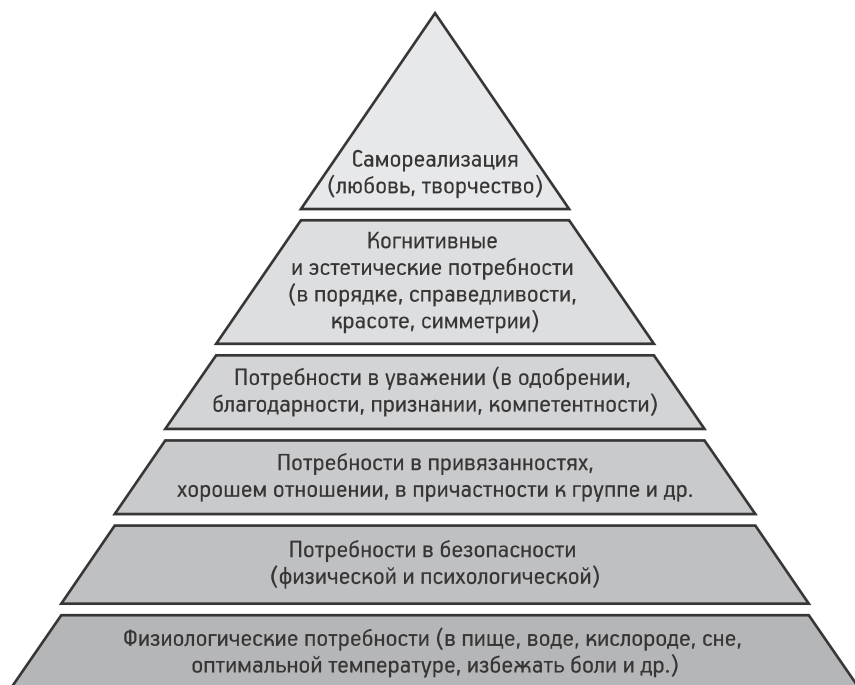 Самореализация
(любовь, творчество)
Когнитивные
и эстетические потребности
(в порядке, справедливости,
красоте, симметрии)
Потребности в уважении (в одобрении,
благодарности, признании, компетентности)
Потребности в привязанностях,
хорошем отношении, в причастности к группе и др.
Потребности в безопасности
(физической и психологической)
Физиологические потребности (в пище, воде, кислороде, сне,
оптимальной температуре, избежать боли и др.)